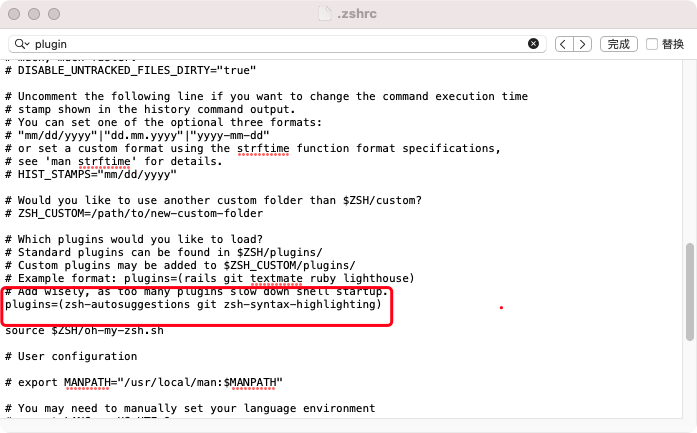 .zshrc
plugin
完成
替换
# DISABLE_UNTRACKED_FILES_DIRTY="true"
# Uncomment the following line if you want to change the command execution time
# stamp shown in the history command output.
# You can set one of the optional three formats:
# "mm/dd/yyyy"|"dd.mm.yyyy"|"yyyy-mm-dd"
# or set a custom format using the strftime function format specifications,
# see 'man strftime' for details.
# HIST_STAMPS="mm/dd/yyyy"
# Would you like to use another custom folder than $ZSH/custom?
# ZSH_CUSTOM=/path/to/new-custom-folder
# Which plugins would you like to load?
# Standard plugins can be found in $ZSH/plugins/
# Custom plugins may be added to $ZSH_CUSTOM/plugins/
# Example format: plugins=(rails git textmate ruby lighthouse)
# Add wisely, as too many plugins slow down shell startup.
plugins=(zsh-autosuggestions git zsh-syntax-highlighting)
source $ZSH/oh-my-zsh.sh
# User configuration
# export MANPATH="/usr/local/man:$MANPATH"
# You may need to manually set your language environment